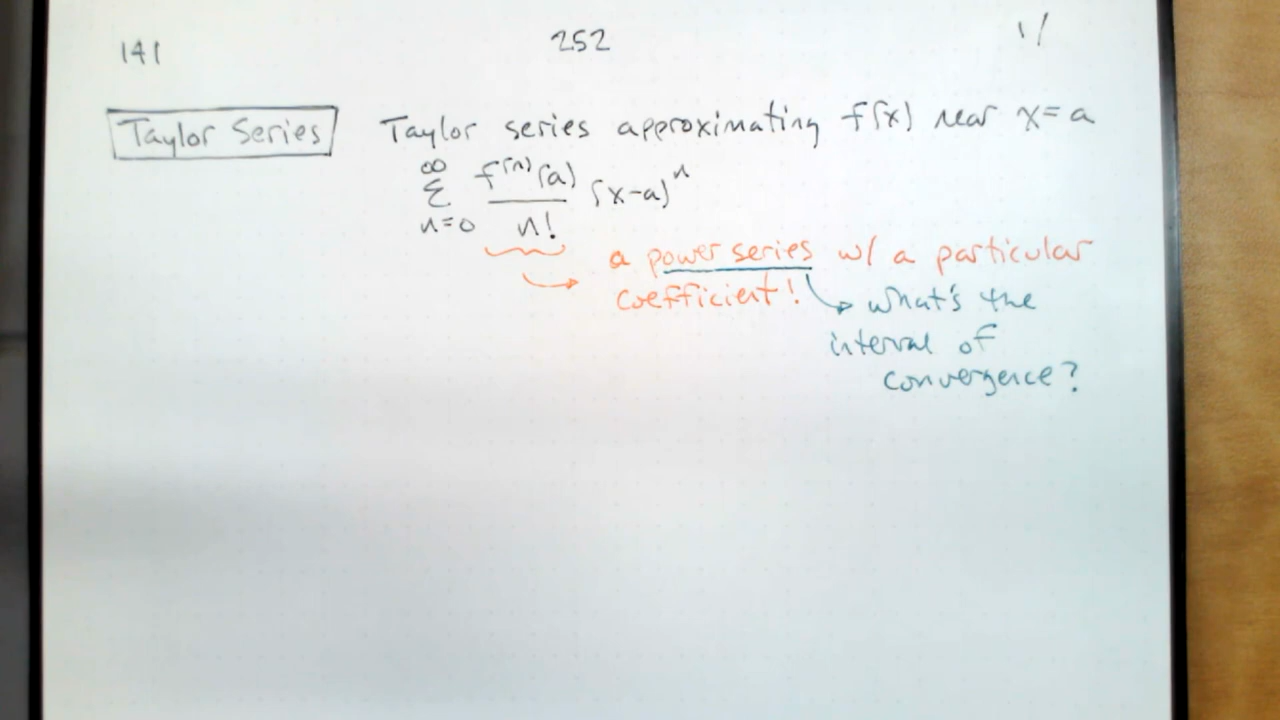 141 252 1/
Taylor Series Taylor series approximating f(x) near x=a
∞
Σ f⁽ⁿ⁾(a) (x-a)ⁿ
n=0 n!
a power series w/ a particular
coefficient! what's the
interval of
convergence?